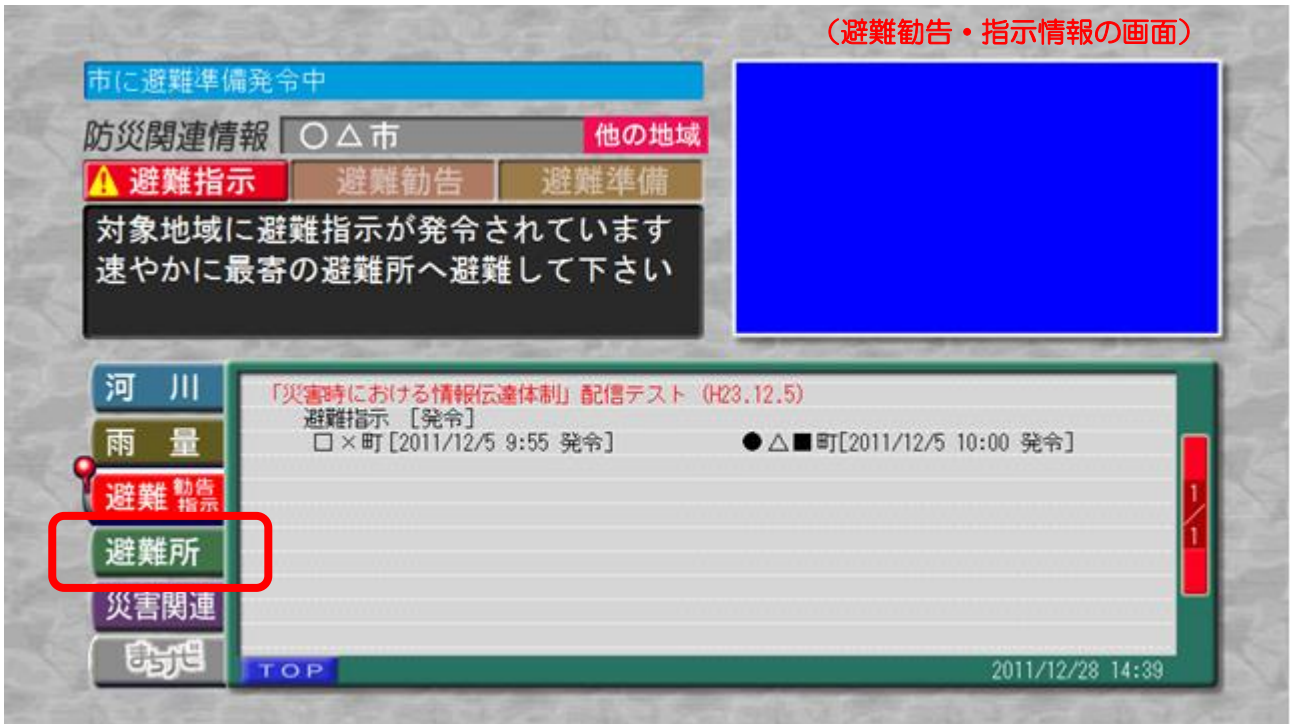 (避難勧告・指示情報の画面)
市に避難準備発令中
防災関連情報 〇△市 他の地域
避難指示 避難勧告 避難準備
対象地域に避難指示が発令されています
速やかに最寄の避難所へ避難して下さい
河 川
雨 量
避難 勧告 指示
避難所
災害関連
まちナビ
「災害時における情報伝達体制」配信テスト (H23.12.5)
避難指示 [発令]
□×町[2011/12/5 9:55 発令] ●△■町[2011/12/5 10:00 発令]
1/1
TOP
2011/12/28 14:39